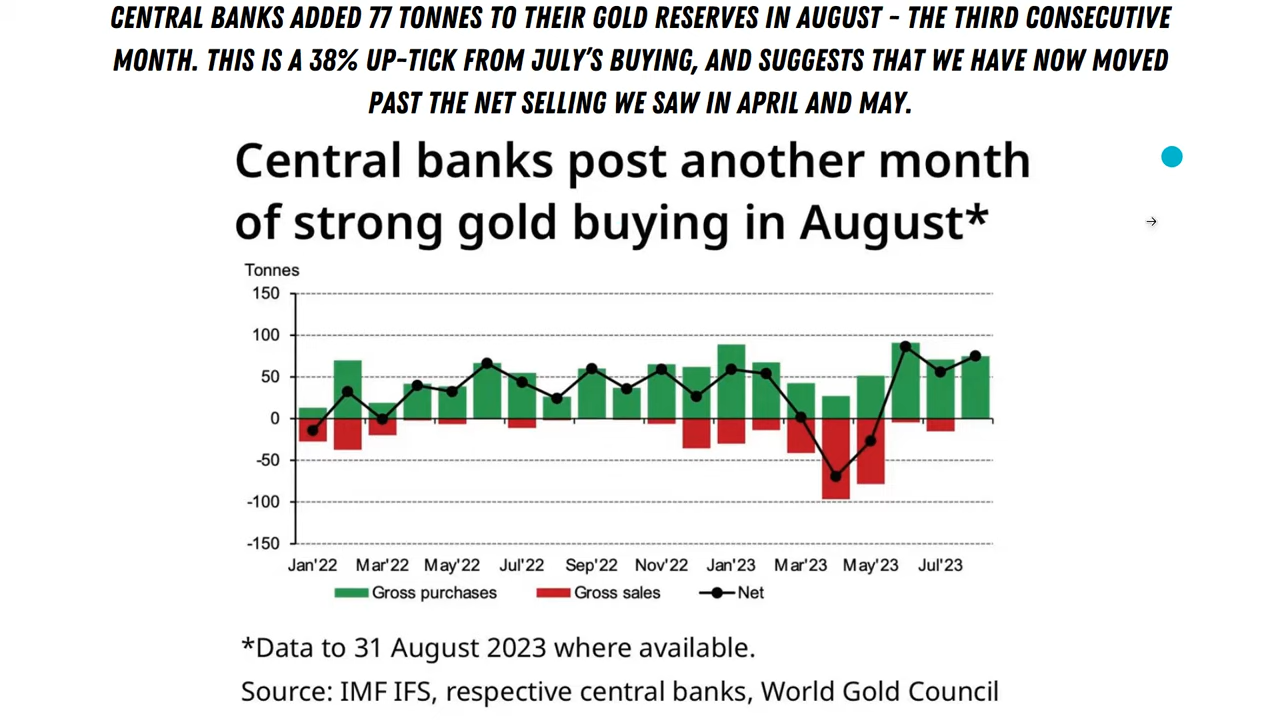 CENTRAL BANKS ADDED 77 TONNES TO THEIR GOLD RESERVES IN AUGUST - THE THIRD CONSECUTIVE
MONTH. THIS IS A 38% UP-TICK FROM JULY'S BUYING, AND SUGGESTS THAT WE HAVE NOW MOVED
PAST THE NET SELLING WE SAW IN APRIL AND MAY.
Central banks post another month
of strong gold buying in August*
Tonnes
150
100
50
0
-50
-100
-150
Jan'22 Mar'22 May'22 Jul'22 Sep'22 Nov'22 Jan'23 Mar'23 May'23 Jul'23
Gross purchases Gross sales Net
*Data to 31 August 2023 where available.
Source: IMF IFS, respective central banks, World Gold Council